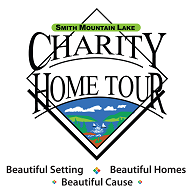 SMITH MOUNTAIN LAKE
CHARITY
HOME TOUR
Beautiful Setting Beautiful Homes
Beautiful Cause